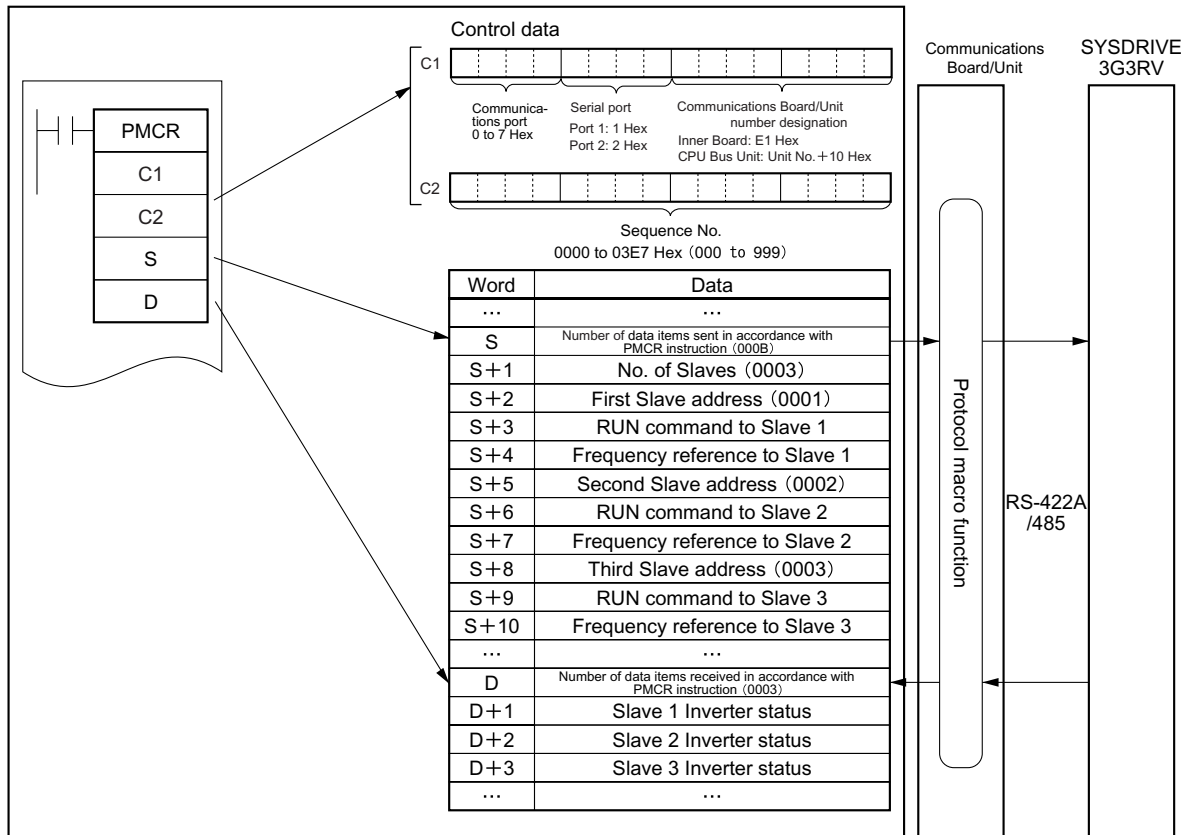 Control data
Communications
Board/Unit
SYSDRIVE
3G3RV
C1
Communica-
tions port
0 to 7 Hex
Serial port
Port 1: 1 Hex
Port 2: 2 Hex
Communications Board/Unit
number designation
Inner Board: E1 Hex
CPU Bus Unit: Unit No.+10 Hex
C2
Sequence No.
0000 to 03E7 Hex (000 to 999)
PMCR
C1
C2
S
D
Word Data
... ...
S Number of data items sent in accordance with
PMCR instruction (000B)
S+1 No. of Slaves (0003)
S+2 First Slave address (0001)
S+3 RUN command to Slave 1
S+4 Frequency reference to Slave 1
S+5 Second Slave address (0002)
S+6 RUN command to Slave 2
S+7 Frequency reference to Slave 2
S+8 Third Slave address (0003)
S+9 RUN command to Slave 3
S+10 Frequency reference to Slave 3
... ...
D Number of data items received in accordance with
PMCR instruction (0003)
D+1 Slave 1 Inverter status
D+2 Slave 2 Inverter status
D+3 Slave 3 Inverter status
... ...
Protocol macro function
RS-422A
/485